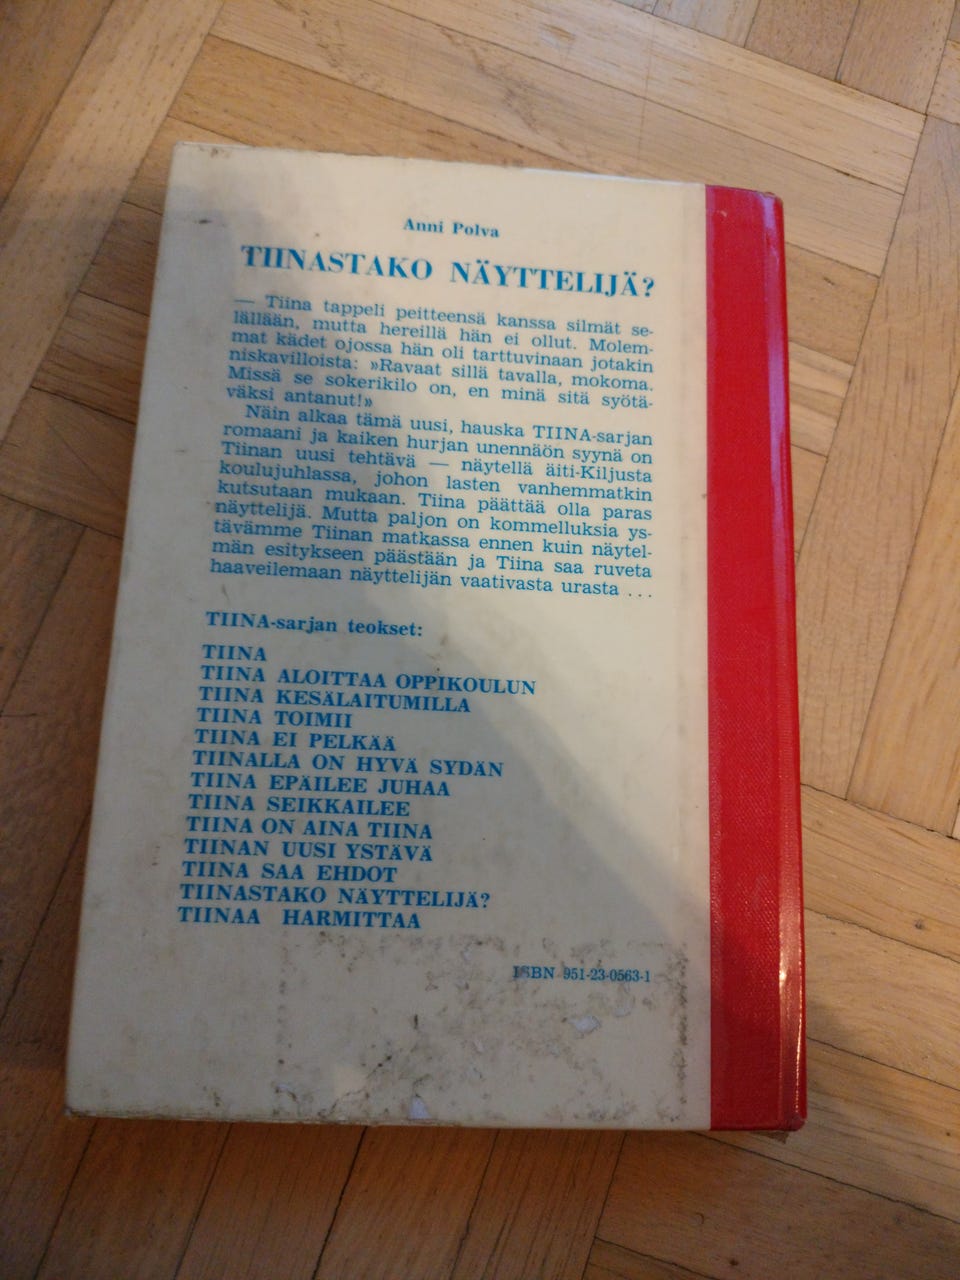 Anni Polva
TIINASTAKO NÄYTTELIJÄ?
— Tiina tappeli peitteensä kanssa silmät se-
lällään, mutta hereillä hän ei ollut. Molem-
mat kädet ojossa hän oli tarttuvinaan jotakin
niskavilloista: »Ravaat sillä tavalla, mokoma.
Missä se sokerikilo on, en minä sitä syötä-
väksi antanut!»
Näin alkaa tämä uusi, hauska TIINA-sarjan
romaani ja kaiken hurjan unennäön syynä on
Tiinan uusi tehtävä — näytellä äiti-Kiljusta
koulujuhlassa, johon lasten vanhemmatkin
kutsutaan mukaan. Tiina päättää olla paras
näyttelijä. Mutta paljon on kommelluksia ys-
tävämme Tiinan matkassa ennen kuin näytel-
män esitykseen päästään ja Tiina saa ruveta
haaveilemaan näyttelijän vaativasta urasta ...
TIINA-sarjan teokset:
TIINA
TIINA ALOITTAA OPPIKOULUN
TIINA KESÄLAITUMILLA
TIINA TOIMII
TIINA EI PELKÄÄ
TIINALLA ON HYVÄ SYDÄN
TIINA EPÄILEE JUHAA
TIINA SEIKKAILEE
TIINA ON AINA TIINA
TIINAN UUSI YSTÄVÄ
TIINA SAA EHDOT
TIINASTAKO NÄYTTELIJÄ?
TIINAA HARMITTAA
ISBN 951-23-0563-1